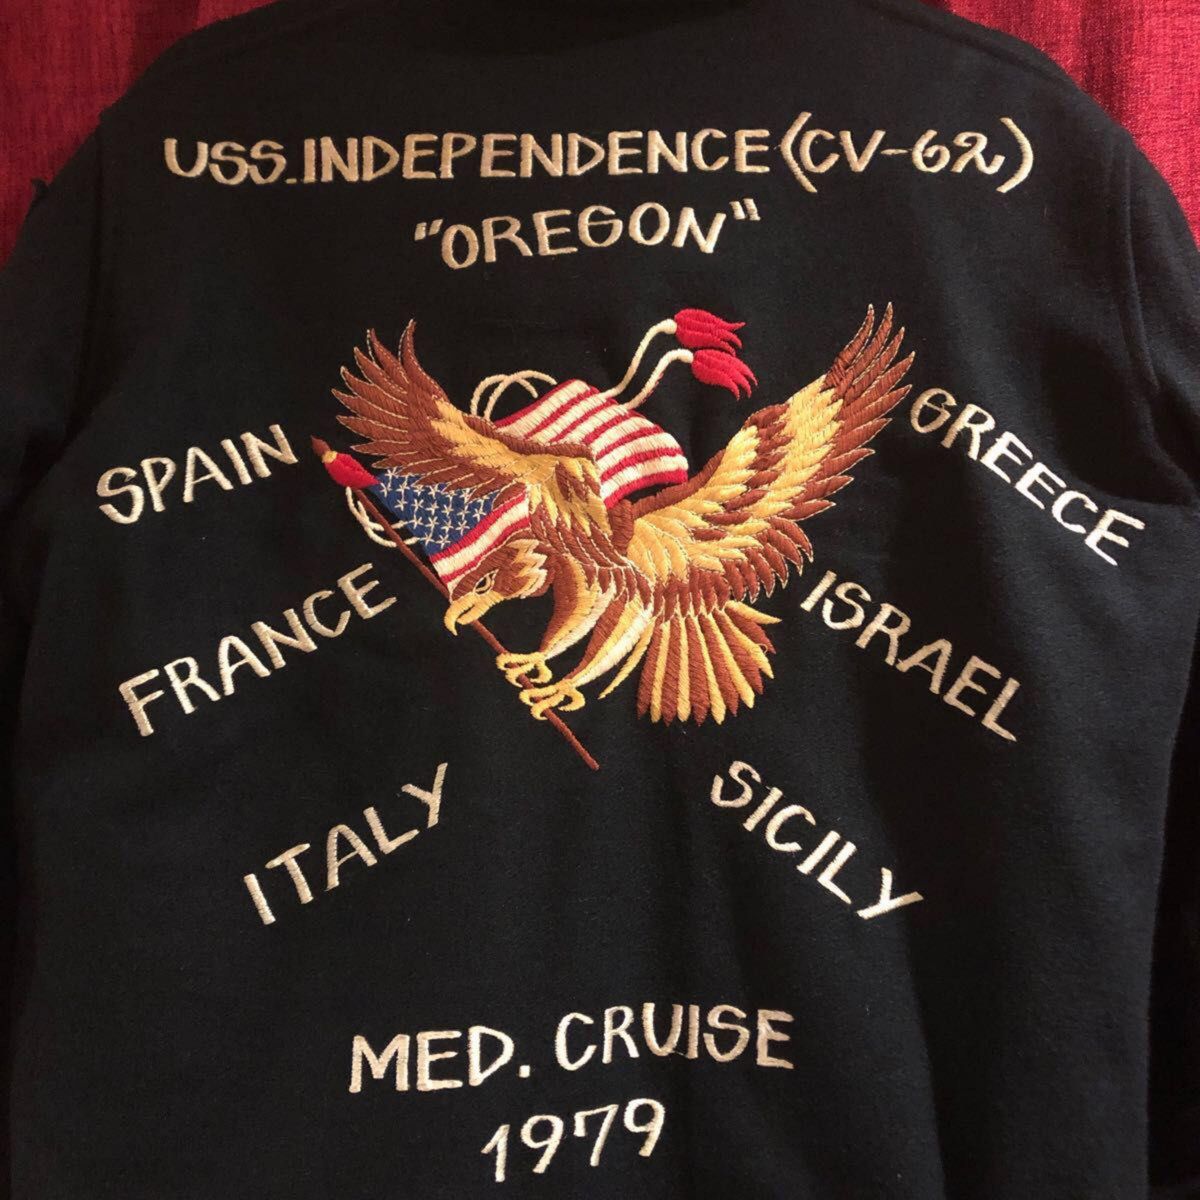 USS.INDEPENDENCE (CV-62)
"OREGON"
SPAIN
GREECE
FRANCE
ISRAEL
ITALY
SICILY
MED. CRUISE
1979